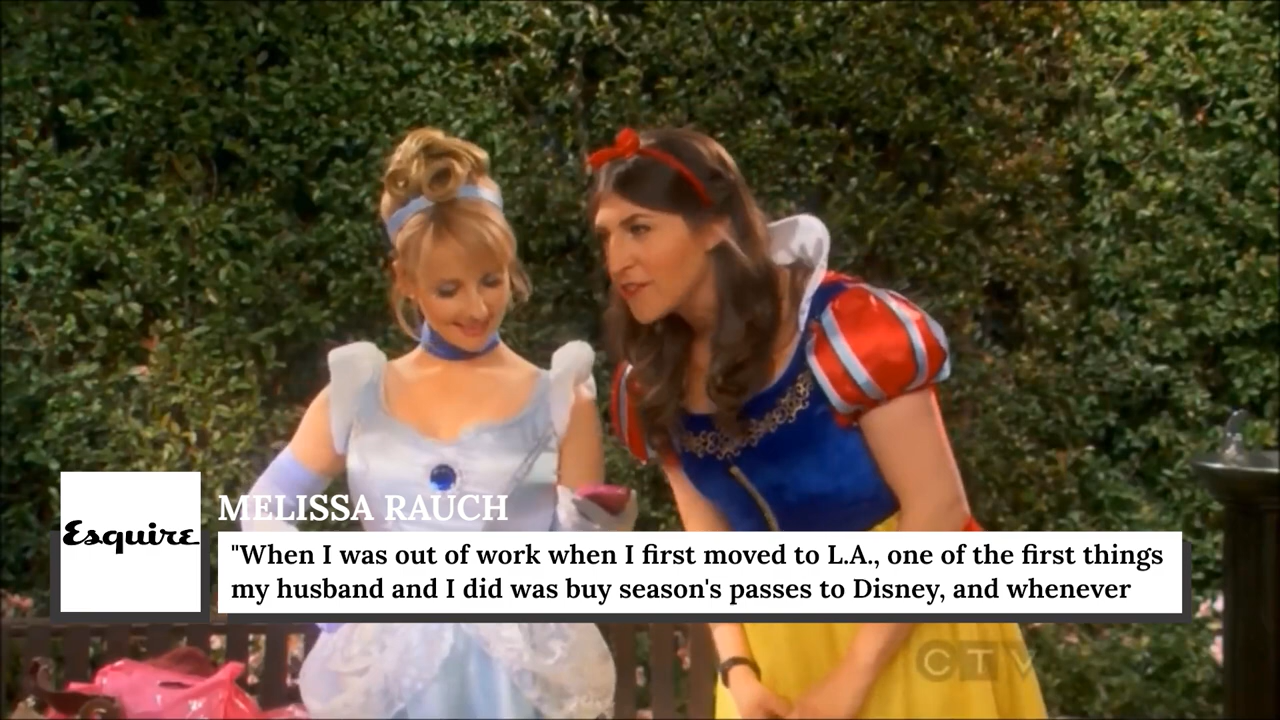 Esquire
MELISSA RAUCH
"When I was out of work when I first moved to L.A., one of the first things
my husband and I did was buy season's passes to Disney, and whenever
CTV